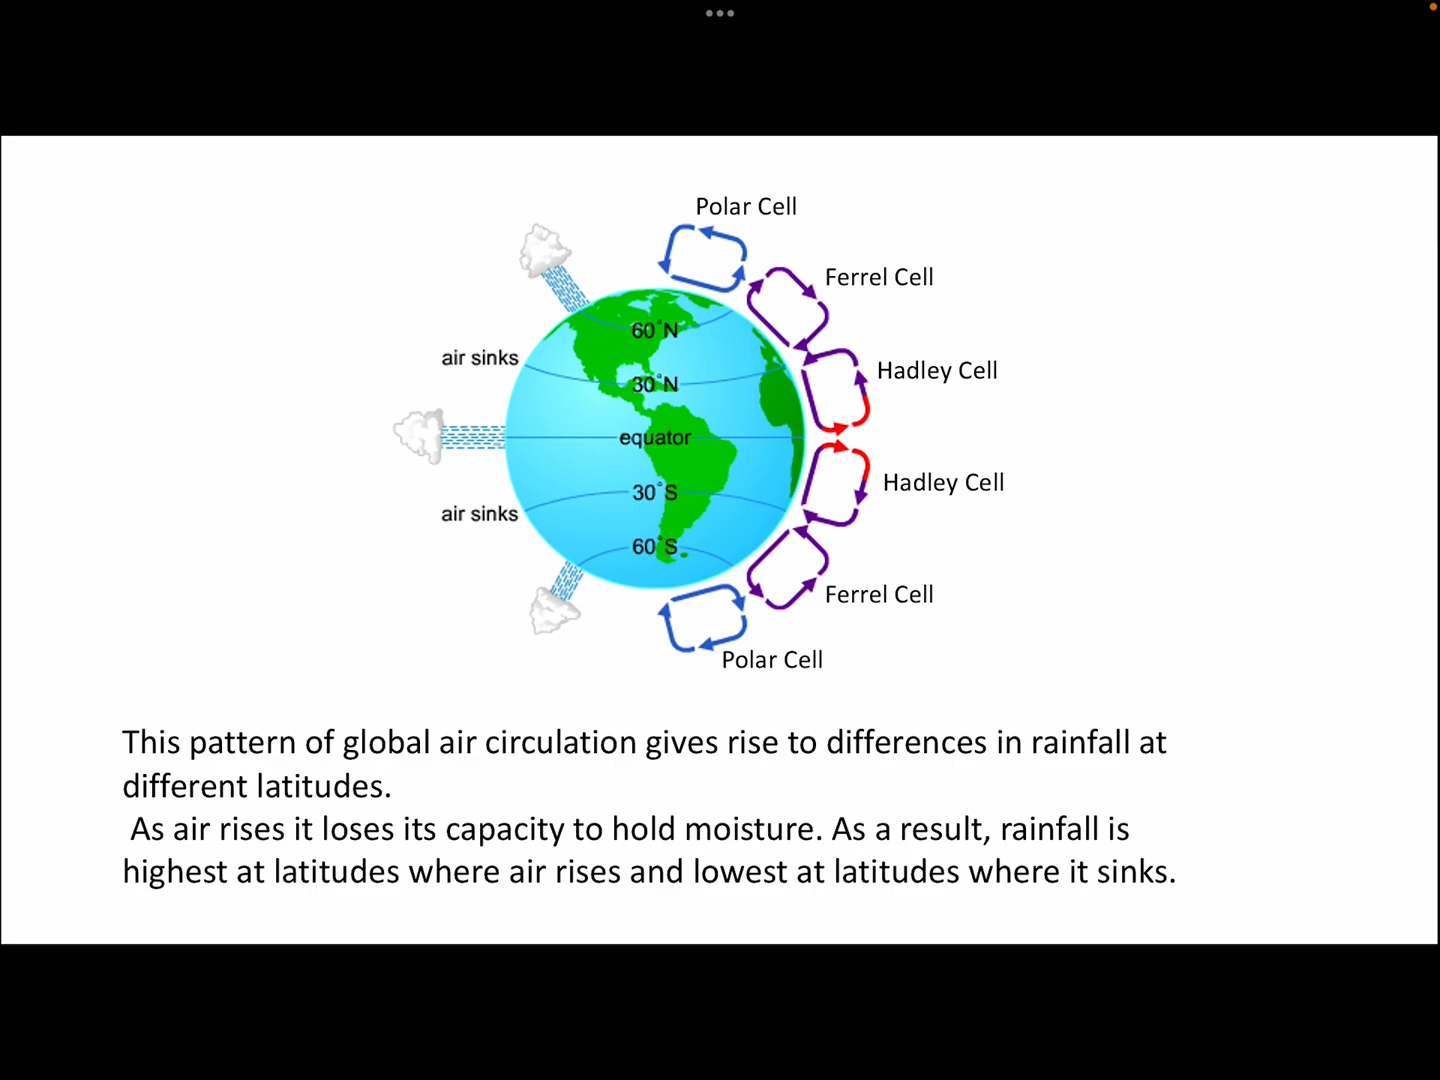 Polar Cell
Ferrel Cell
60°N
air sinks
Hadley Cell
30°N
equator
Hadley Cell
30°S
air sinks
60°S
Ferrel Cell
Polar Cell
This pattern of global air circulation gives rise to differences in rainfall at
different latitudes.
As air rises it loses its capacity to hold moisture. As a result, rainfall is
highest at latitudes where air rises and lowest at latitudes where it sinks.